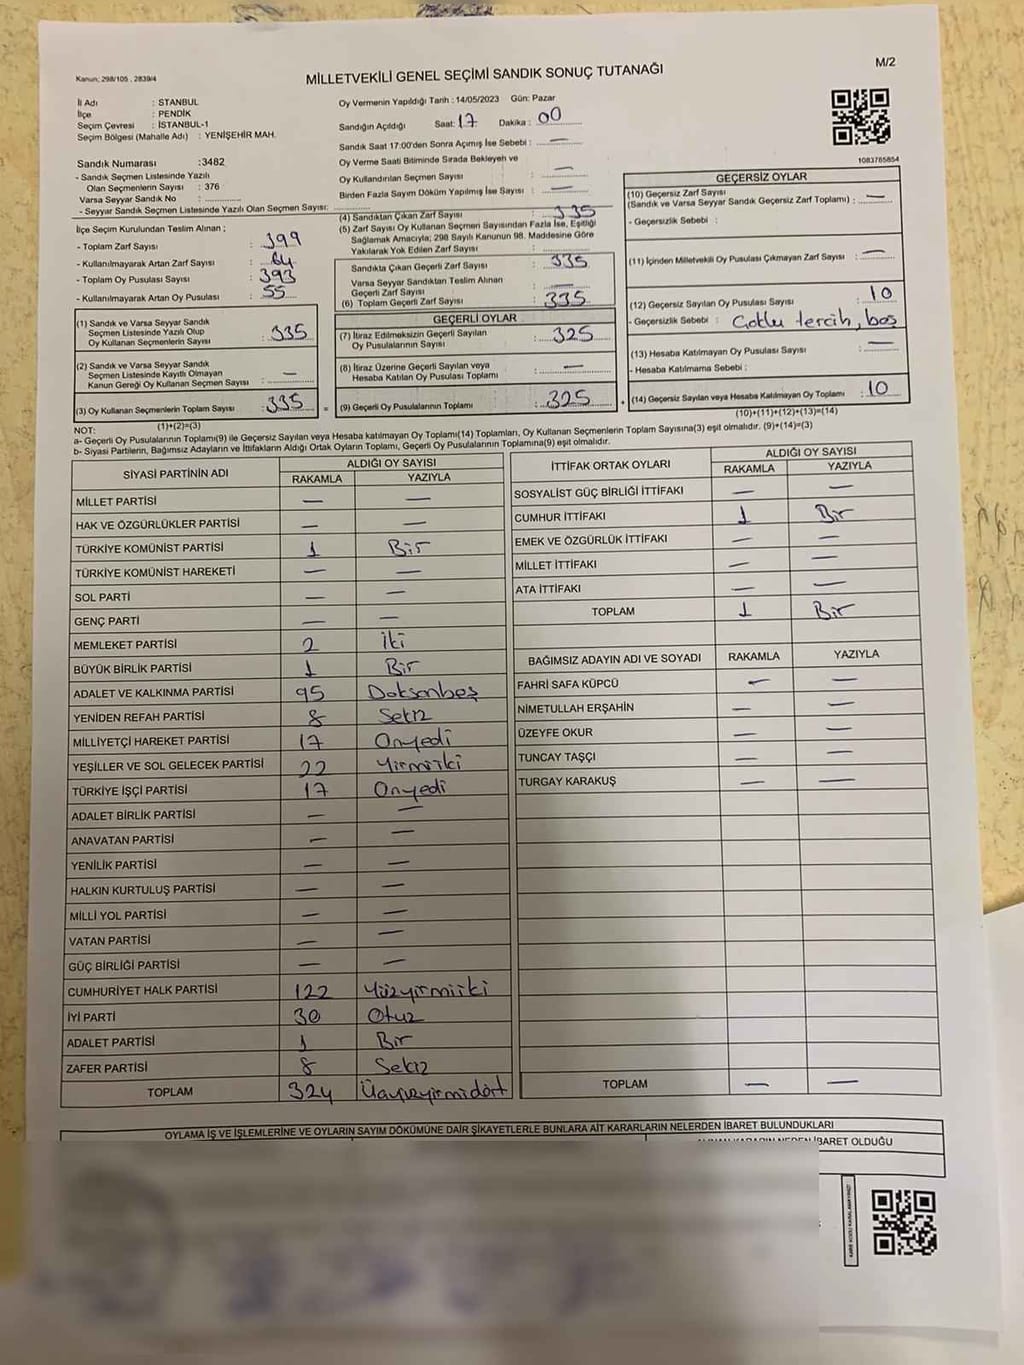 Kanun; 298/105 , 2839/4
MİLLETVEKİLİ GENEL SEÇİMİ SANDIK SONUÇ TUTANAĞI
M/2
İl Adı : STANBUL
İlçe : PENDİK
Seçim Çevresi : İSTANBUL-1
Seçim Bölgesi (Mahalle Adı) : YENİŞEHİR MAH.
Sandık Numarası :3482
- Sandık Seçmen Listesinde Yazılı
Olan Seçmenlerin Sayısı : 376
Varsa Seyyar Sandık No :
- Seyyar Sandık Seçmen Listesinde Yazılı Olan Seçmen Sayısı:
İlçe Seçim Kurulundan Teslim Alınan ;
- Toplam Zarf Sayısı : 399
- Kullanılmayarak Artan Zarf Sayısı : 64
- Toplam Oy Pusulası Sayısı : 393
- Kullanılmayarak Artan Oy Pusulası : 55
(1) Sandık ve Varsa Seyyar Sandık
Seçmen Listesinde Yazılı Olup
Oy Kullanan Seçmenlerin Sayısı : 335
(2) Sandık ve Varsa Seyyar Sandık
Seçmen Listesinde Kayıtlı Olmayan
Kanun Gereği Oy Kullanan Seçmen Sayısı : —
(3) Oy Kullanan Seçmenlerin Toplam Sayısı : 335
(1)+(2)=(3)
Oy Vermenin Yapıldığı Tarih : 14/05/2023 Gün: Pazar
Sandığın Açıldığı Saat: 17 Dakika : 00
Sandık Saat 17:00'den Sonra Açımış İse Sebebi : —
Oy Verme Saati Bitiminde Sırada Bekleyen ve
Oy Kullandırılan Seçmen Sayısı : —
Birden Fazla Sayım Döküm Yapılmış İse Sayısı : —
(4) Sandıktan Çıkan Zarf Sayısı : 335
(5) Zarf Sayısı Oy Kullanan Seçmen Sayısından Fazla İse, Eşitliği
Sağlamak Amacıyla; 298 Sayılı Kanunun 98. Maddesine Göre
Yakılarak Yok Edilen Zarf Sayısı :
Sandıkta Çıkan Geçerli Zarf Sayısı : 335
Varsa Seyyar Sandıktan Teslim Alınan
Geçerli Zarf Sayısı : —
(6) Toplam Geçerli Zarf Sayısı : 335
GEÇERLİ OYLAR
(7) İtiraz Edilmeksizin Geçerli Sayılan
Oy Pusulalarının Sayısı : 325
(8) İtiraz Üzerine Geçerli Sayılan veya
Hesaba Katılan Oy Pusulası Toplamı : —
= (9) Geçerli Oy Pusulalarının Toplamı : 325 +
1083765854
GEÇERSİZ OYLAR
(10) Geçersiz Zarf Sayısı
(Sandık ve Varsa Seyyar Sandık Geçersiz Zarf Toplamı) : —
- Geçersizlik Sebebi :
(11) İçinden Milletvekili Oy Pusulası Çıkmayan Zarf Sayısı : —
(12) Geçersiz Sayılan Oy Pusulası Sayısı : 10
- Geçersizlik Sebebi : Çoklu tercih, boş
(13) Hesaba Katılmayan Oy Pusulası Sayısı : —
- Hesaba Katılmama Sebebi :
(14) Geçersiz Sayılan veya Hesaba Katılmayan Oy Toplamı : 10
(10)+(11)+(12)+(13)=(14)
NOT:
a- Geçerli Oy Pusulalarının Toplamı(9) ile Geçersiz Sayılan veya Hesaba katılmayan Oy Toplamı(14) Toplamları, Oy Kullanan Seçmenlerin Toplam Sayısına(3) eşit olmalıdır. (9)+(14)=(3)
b- Siyasi Partilerin, Bağımsız Adayların ve İttifakların Aldığı Ortak Oyların Toplamı, Geçerli Oy Pusulalarının Toplamına(9) eşit olmalıdır.
SİYASİ PARTİNİN ADI ALDIĞI OY SAYISI
RAKAMLA YAZIYLA
MİLLET PARTİSİ — —
HAK VE ÖZGÜRLÜKLER PARTİSİ — —
TÜRKİYE KOMÜNİST PARTİSİ 1 Bir
TÜRKİYE KOMÜNİST HAREKETİ — —
SOL PARTİ — —
GENÇ PARTİ — —
MEMLEKET PARTİSİ 2 İki
BÜYÜK BİRLİK PARTİSİ 1 Bir
ADALET VE KALKINMA PARTİSİ 95 Doksanbeş
YENİDEN REFAH PARTİSİ 8 Sekiz
MİLLİYETÇİ HAREKET PARTİSİ 17 Onyedi
YEŞİLLER VE SOL GELECEK PARTİSİ 22 Yirmiiki
TÜRKİYE İŞÇİ PARTİSİ 17 Onyedi
ADALET BİRLİK PARTİSİ — —
ANAVATAN PARTİSİ — —
YENİLİK PARTİSİ — —
HALKIN KURTULUŞ PARTİSİ — —
MİLLİ YOL PARTİSİ — —
VATAN PARTİSİ — —
GÜÇ BİRLİĞİ PARTİSİ — —
CUMHURİYET HALK PARTİSİ 122 Yüzyirmiiki
İYİ PARTİ 30 Otuz
ADALET PARTİSİ 1 Bir
ZAFER PARTİSİ 8 Sekiz
TOPLAM 324 Üçyüzyirmidört
İTTİFAK ORTAK OYLARI ALDIĞI OY SAYISI
RAKAMLA YAZIYLA
SOSYALİST GÜÇ BİRLİĞİ İTTİFAKI — —
CUMHUR İTTİFAKI 1 Bir
EMEK VE ÖZGÜRLÜK İTTİFAKI — —
MİLLET İTTİFAKI — —
ATA İTTİFAKI — —
TOPLAM 1 Bir
BAĞIMSIZ ADAYIN ADI VE SOYADI RAKAMLA YAZIYLA
FAHRİ SAFA KÜPCÜ — —
NİMETULLAH ERŞAHİN — —
ÜZEYFE OKUR — —
TUNCAY TAŞÇI — —
TURGAY KARAKUŞ — —
TOPLAM — —
OYLAMA İŞ VE İŞLEMLERİNE VE OYLARIN SAYIM DÖKÜMÜNE DAİR ŞİKAYETLERLE BUNLARA AİT KARARLARIN NELERDEN İBARET BULUNDUKLARI
İBARET OLDUĞU